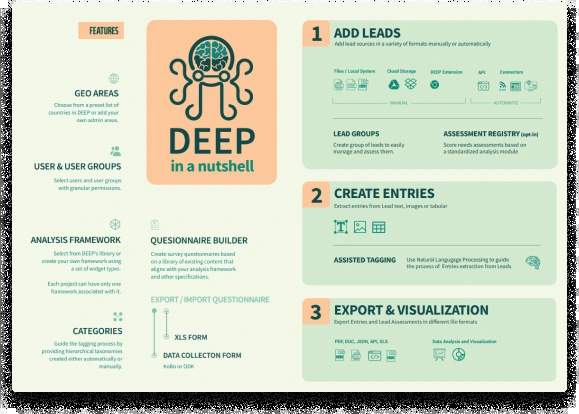 FEATURES
GEO AREAS
Choose from a preset list of
countries in DEEP or add your
own admin areas.
USER & USER GROUPS
Select users and user groups
with granular permissions.
ANALYSIS FRAMEWORK
Select from DEEP's library or
create your own framework using
a set of widget types.
Each project can have only one
framework associated with it.
CATEGORIES
Guide the tagging process by
providing hierarchical taxonomies
created either automatically or
manually.
DEEP
in a nutshell
QUESIONNAIRE BUILDER
Create survey questionnaires based
on a library of existing content that
aligns with your analysis framework
and other specifications.
EXPORT / IMPORT QUESTIONNAIRE
XLS FORM
DATA COLLECTON FORM
KoBo or ODK
1 ADD LEADS
Add lead sources in a variety of formats manually or automatically
Files / Local System Cloud Storage DEEP Extension API Connectors
MANUAL AUTOMATIC
LEAD GROUPS
Create group of leads to easily
manage and assess them.
ASSESSMENT REGISTRY (opt-in)
Score needs assessments based on
a standardized analysis module
2 CREATE ENTRIES
Extract entries from Lead text, images or tabular
ASSISTED TAGGING
Use Natural Langugage Processing to guide
the process of Entries extraction from Leads.
3 EXPORT & VISUALIZATION
Export Entries and Lead Assessments in different file formats
PDF, DOC, JSON, API, XLS
Data Analysis and Visualization